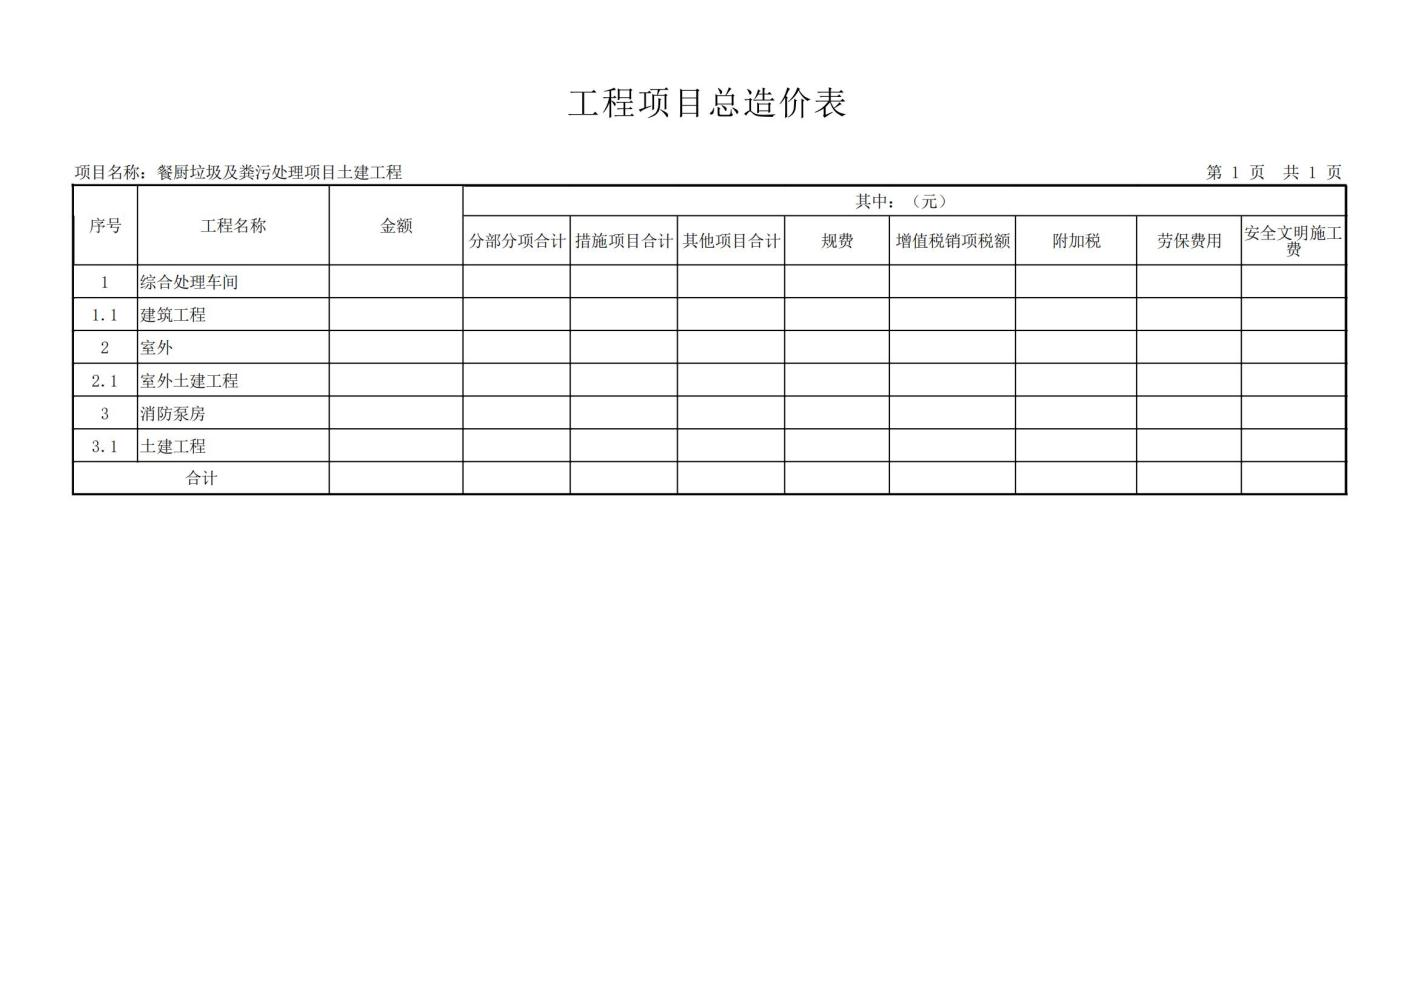 工程项目总造价表
项目名称：餐厨垃圾及粪污处理项目土建工程 第 1 页 共 1 页
序号 工程名称 金额 其中：（元）
分部分项合计 措施项目合计 其他项目合计 规费 增值税销项税额 附加税 劳保费用 安全文明施工
费
1 综合处理车间
1.1 建筑工程
2 室外
2.1 室外土建工程
3 消防泵房
3.1 土建工程
合计